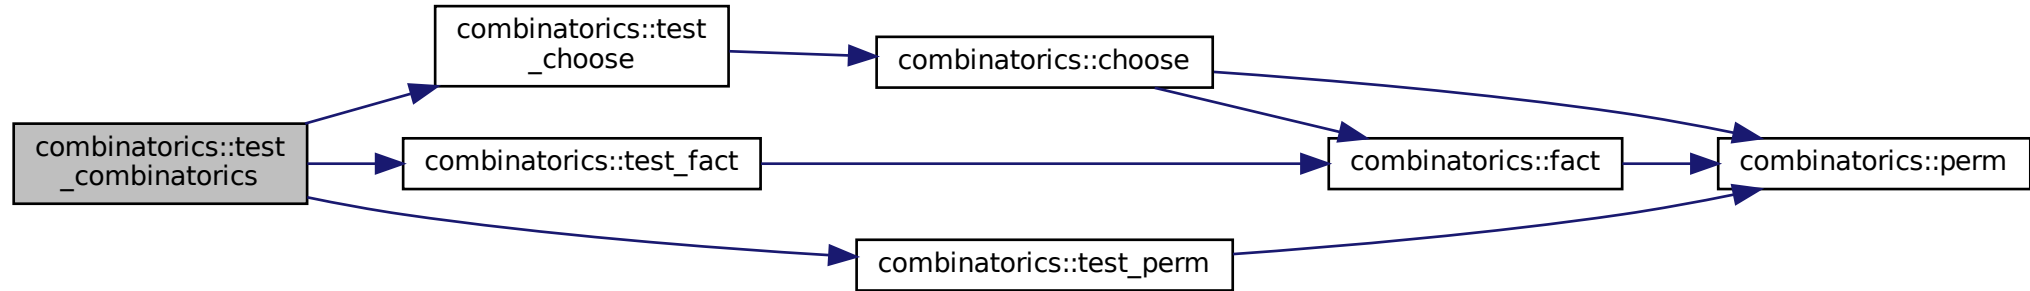 combinatorics::test
_choose
combinatorics::choose
combinatorics::test
_combinatorics
combinatorics::test_fact
combinatorics::fact
combinatorics::perm
combinatorics::test_perm